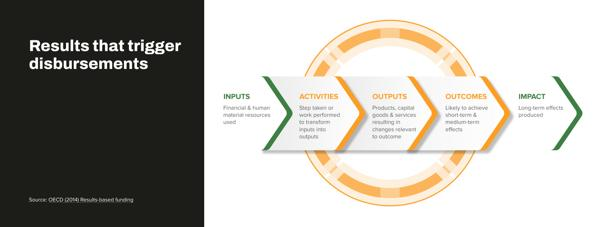 Results that trigger
disbursements
INPUTS
Financial & human
material resources
used
ACTIVITIES
Step taken or
work performed
to transform
inputs into
outputs
OUTPUTS
Products, capital
goods & services
resulting in
changes relevant
to outcome
OUTCOMES
Likely to achieve
short-term &
medium-term
effects
IMPACT
Long-term effects
produced
Source: OECD (2014) Results-based funding